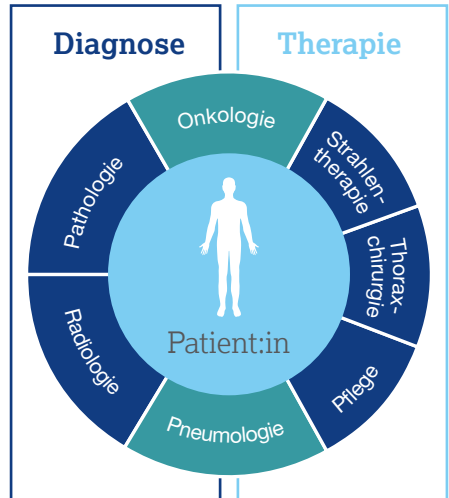 Diagnose
Therapie
Onkologie
Strahlen-
therapie
Thorax-
chirurgie
Pflege
Pneumologie
Radiologie
Pathologie
Patient:in